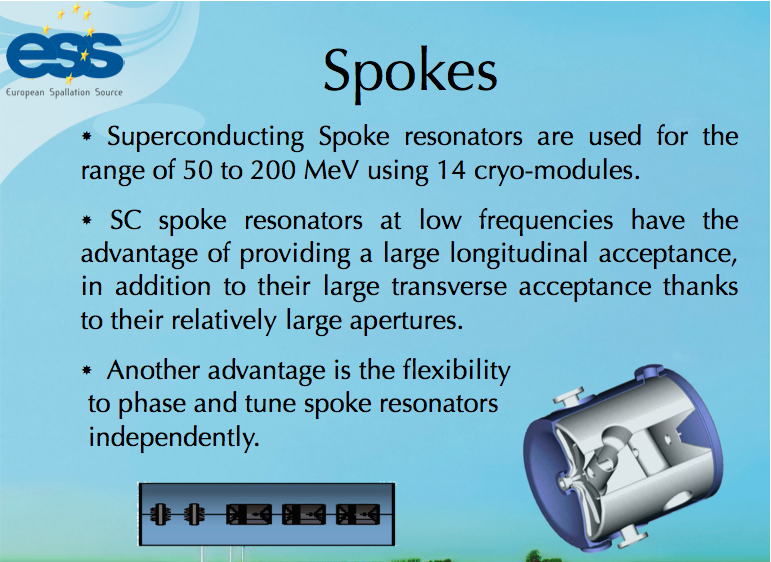 ess
European Spallation Source
Spokes
* Superconducting Spoke resonators are used for the
range of 50 to 200 MeV using 14 cryo-modules.
* SC spoke resonators at low frequencies have the
advantage of providing a large longitudinal acceptance,
in addition to their large transverse acceptance thanks
to their relatively large apertures.
* Another advantage is the flexibility
to phase and tune spoke resonators
independently.